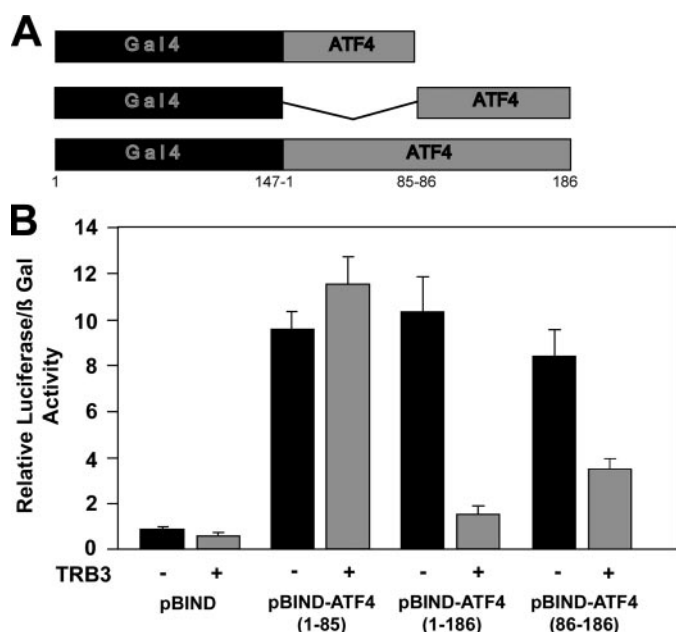 A
Gal4 ATF4
Gal4 ATF4
Gal4 ATF4
1 147-1 85-86 186
B
Relative Luciferase/ß Gal
Activity
14
12
10
8
6
4
2
0
TRB3 - + - + - + - +
pBIND pBIND-ATF4 pBIND-ATF4 pBIND-ATF4
(1-85) (1-186) (86-186)